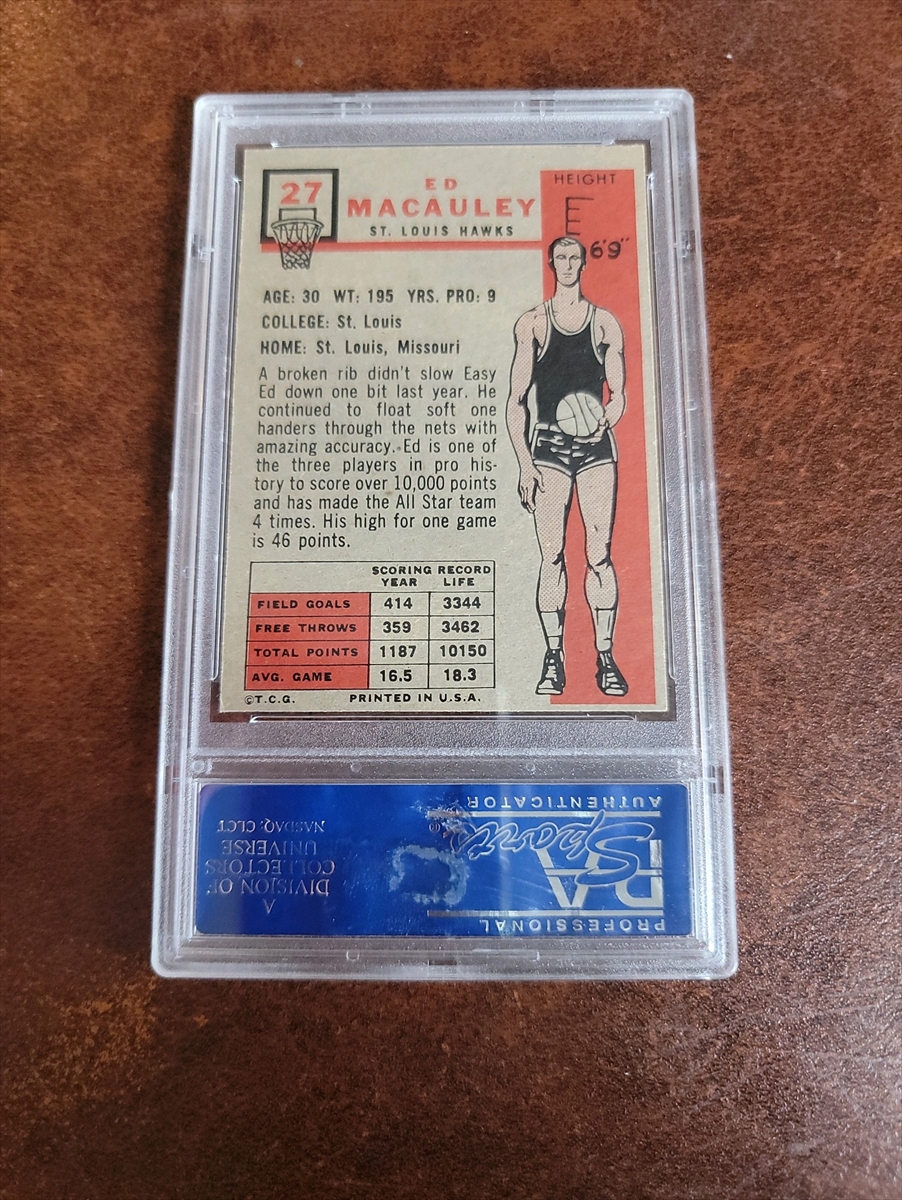 27
ED
MACAULEY
ST. LOUIS HAWKS
HEIGHT
6'9"
AGE: 30 WT: 195 YRS. PRO: 9
COLLEGE: St. Louis
HOME: St. Louis, Missouri
A broken rib didn't slow Easy
Ed down one bit last year. He
continued to float soft one
handers through the nets with
amazing accuracy. Ed is one of
the three players in pro his-
tory to score over 10,000 points
and has made the All Star team
4 times. His high for one game
is 46 points.
SCORING RECORD
YEAR LIFE
FIELD GOALS 414 3344
FREE THROWS 359 3462
TOTAL POINTS 1187 10150
AVG. GAME 16.5 18.3
©T.C.G. PRINTED IN U.S.A.
PROFESSIONAL
Sports
AUTHENTICATOR
A
DIVISION OF
COLLECTORS
UNIVERSE
NASDAQ: CLCT